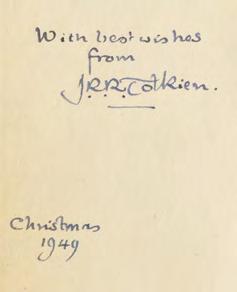 With best wishes
from
J.R.R. Tolkien.
Christmas
1949